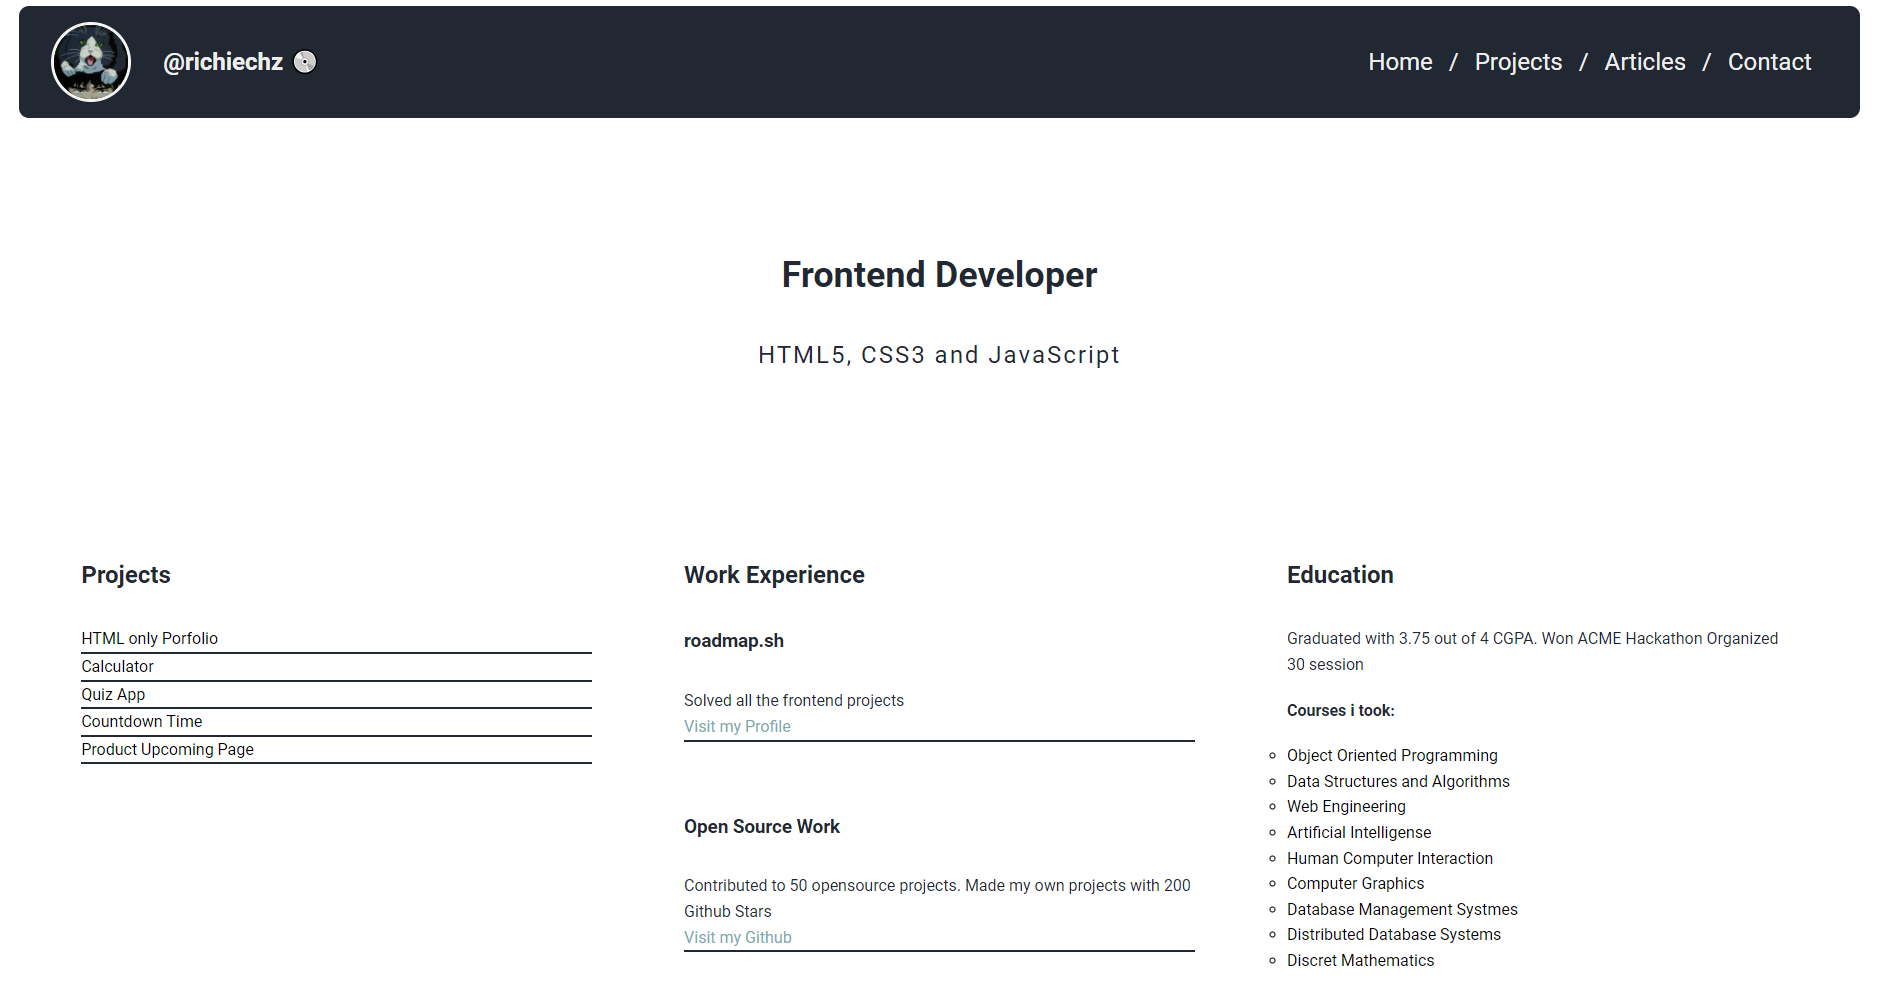 @richiechz
Home / Projects / Articles / Contact
Frontend Developer
HTML5, CSS3 and JavaScript
Projects
HTML only Porfolio
Calculator
Quiz App
Countdown Time
Product Upcoming Page
Work Experience
roadmap.sh
Solved all the frontend projects
Visit my Profile
Open Source Work
Contributed to 50 opensource projects. Made my own projects with 200
Github Stars
Visit my Github
Education
Graduated with 3.75 out of 4 CGPA. Won ACME Hackathon Organized
30 session
Courses i took:
Object Oriented Programming
Data Structures and Algorithms
Web Engineering
Artificial Intelligense
Human Computer Interaction
Computer Graphics
Database Management Systmes
Distributed Database Systems
Discret Mathematics